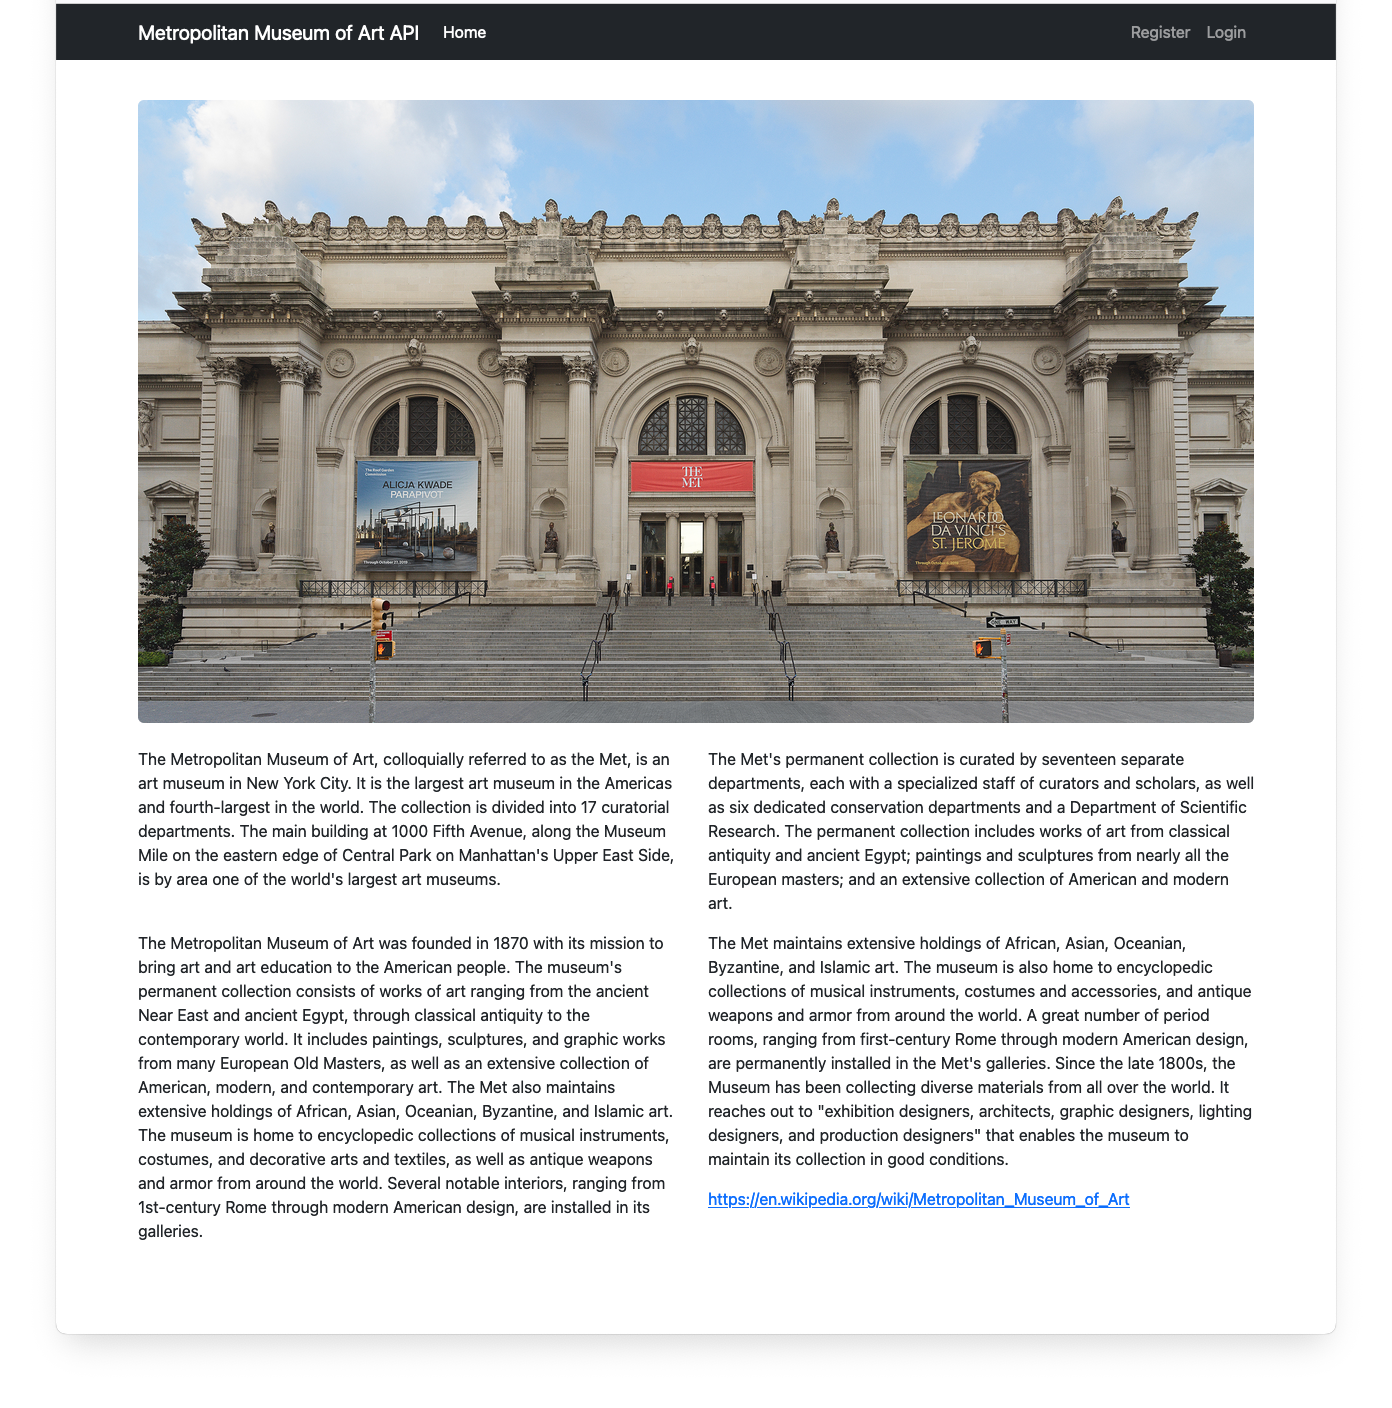 Metropolitan Museum of Art API Home Register Login
The Roof Garden
Commission
ALICJA KWADE
PARAPIVOT
Through October 27, 2019
THE
MET
LEONARDO
DA VINCI'S
ST. JEROME
WAY
The Metropolitan Museum of Art, colloquially referred to as the Met, is an
art museum in New York City. It is the largest art museum in the Americas
and fourth-largest in the world. The collection is divided into 17 curatorial
departments. The main building at 1000 Fifth Avenue, along the Museum
Mile on the eastern edge of Central Park on Manhattan's Upper East Side,
is by area one of the world's largest art museums.
The Met's permanent collection is curated by seventeen separate
departments, each with a specialized staff of curators and scholars, as well
as six dedicated conservation departments and a Department of Scientific
Research. The permanent collection includes works of art from classical
antiquity and ancient Egypt; paintings and sculptures from nearly all the
European masters; and an extensive collection of American and modern
art.
The Metropolitan Museum of Art was founded in 1870 with its mission to
bring art and art education to the American people. The museum's
permanent collection consists of works of art ranging from the ancient
Near East and ancient Egypt, through classical antiquity to the
contemporary world. It includes paintings, sculptures, and graphic works
from many European Old Masters, as well as an extensive collection of
American, modern, and contemporary art. The Met also maintains
extensive holdings of African, Asian, Oceanian, Byzantine, and Islamic art.
The museum is home to encyclopedic collections of musical instruments,
costumes, and decorative arts and textiles, as well as antique weapons
and armor from around the world. Several notable interiors, ranging from
1st-century Rome through modern American design, are installed in its
galleries.
The Met maintains extensive holdings of African, Asian, Oceanian,
Byzantine, and Islamic art. The museum is also home to encyclopedic
collections of musical instruments, costumes and accessories, and antique
weapons and armor from around the world. A great number of period
rooms, ranging from first-century Rome through modern American design,
are permanently installed in the Met's galleries. Since the late 1800s, the
Museum has been collecting diverse materials from all over the world. It
reaches out to "exhibition designers, architects, graphic designers, lighting
designers, and production designers" that enables the museum to
maintain its collection in good conditions.
https://en.wikipedia.org/wiki/Metropolitan_Museum_of_Art